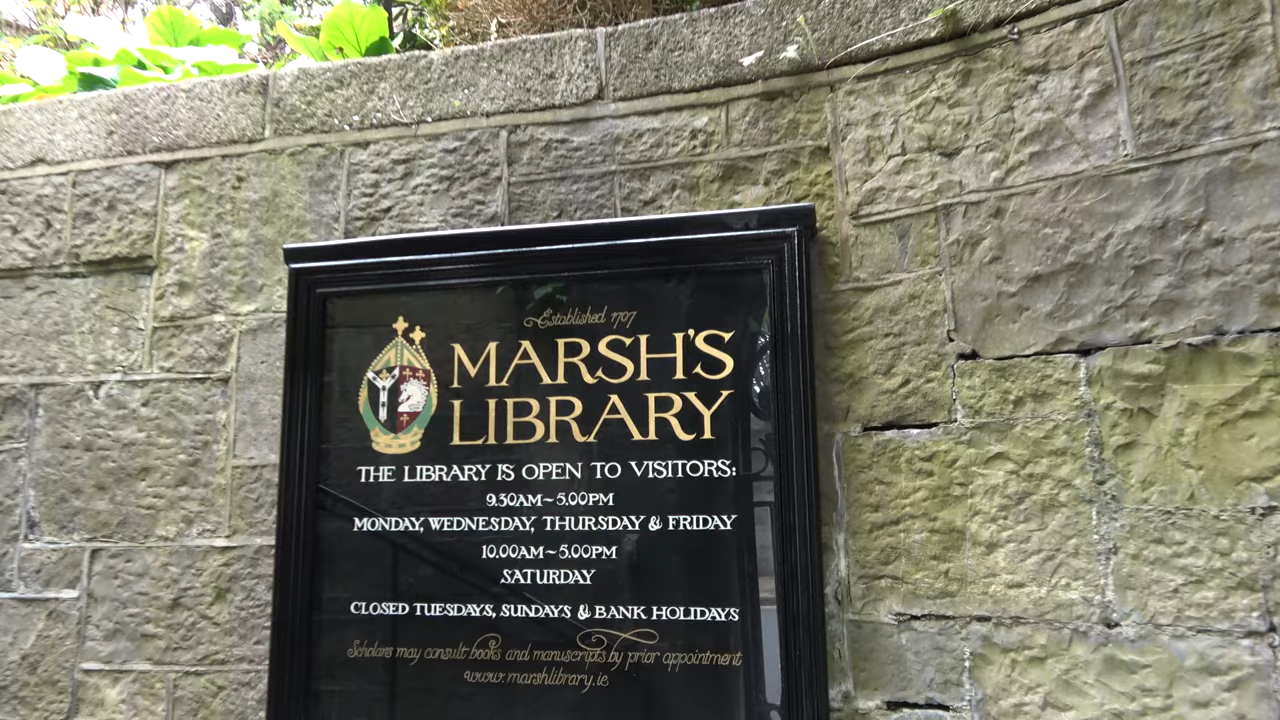 Established 1707
MARSH'S
LIBRARY
THE LIBRARY IS OPEN TO VISITORS:
9.30AM~5.00PM
MONDAY, WEDNESDAY, THURSDAY & FRIDAY
10.00AM~5.00PM
SATURDAY
CLOSED TUESDAYS, SUNDAYS & BANK HOLIDAYS
Scholars may consult books and manuscripts by prior appointment
www.marshlibrary.ie